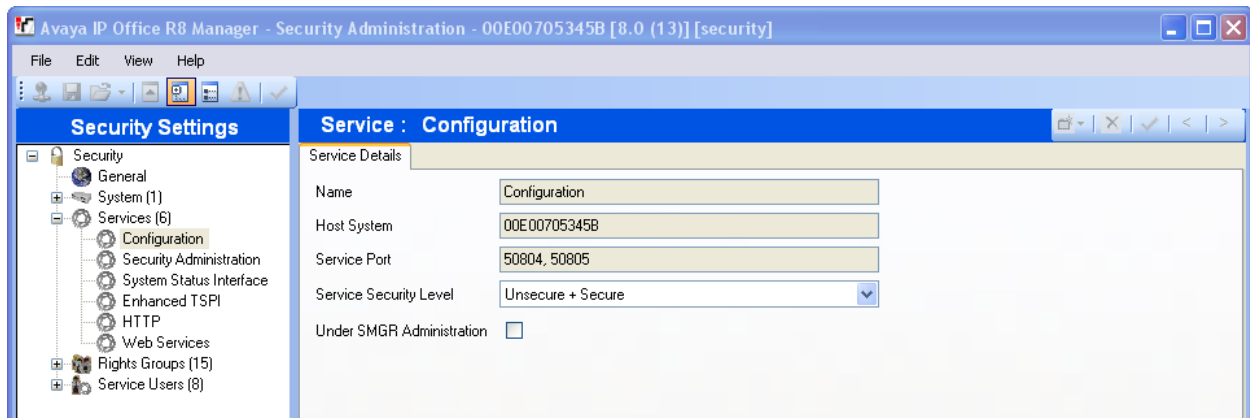 Avaya IP Office R8 Manager - Security Administration - 00E00705345B [8.0 (13)] [security]
File Edit View Help
Security Settings
Service : Configuration
Security
General
System (1)
Services (6)
Configuration
Security Administration
System Status Interface
Enhanced TSPI
HTTP
Web Services
Rights Groups (15)
Service Users (8)
Service Details
Name Configuration
Host System 00E00705345B
Service Port 50804, 50805
Service Security Level Unsecure + Secure
Under SMGR Administration